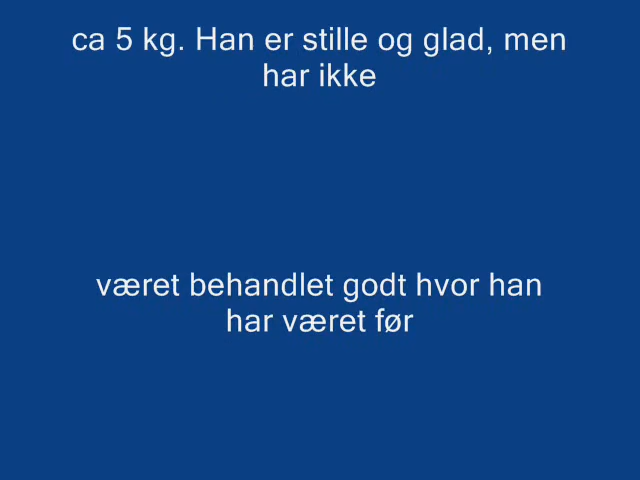 ca 5 kg. Han er stille og glad, men
har ikke
været behandlet godt hvor han
har været før